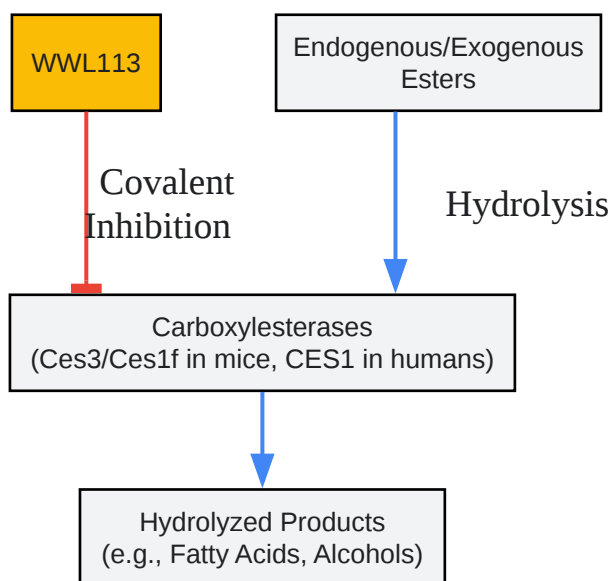 WWL113
Endogenous/Exogenous
Esters
Covalent
Inhibition
Hydrolysis
Carboxylesterases
(Ces3/Ces1f in mice, CES1 in humans)
Hydrolyzed Products
(e.g., Fatty Acids, Alcohols)